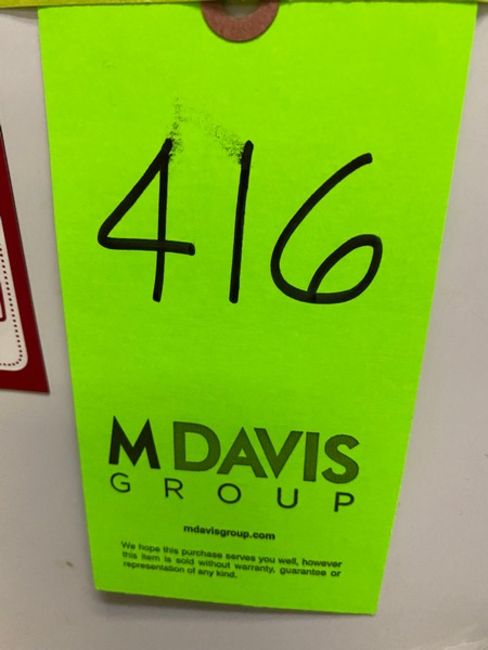 416
M DAVIS
GROUP
mdavisgroup.com
We hope this purchase serves you well, however
this item is sold without warranty, guarantee or
representation of any kind.